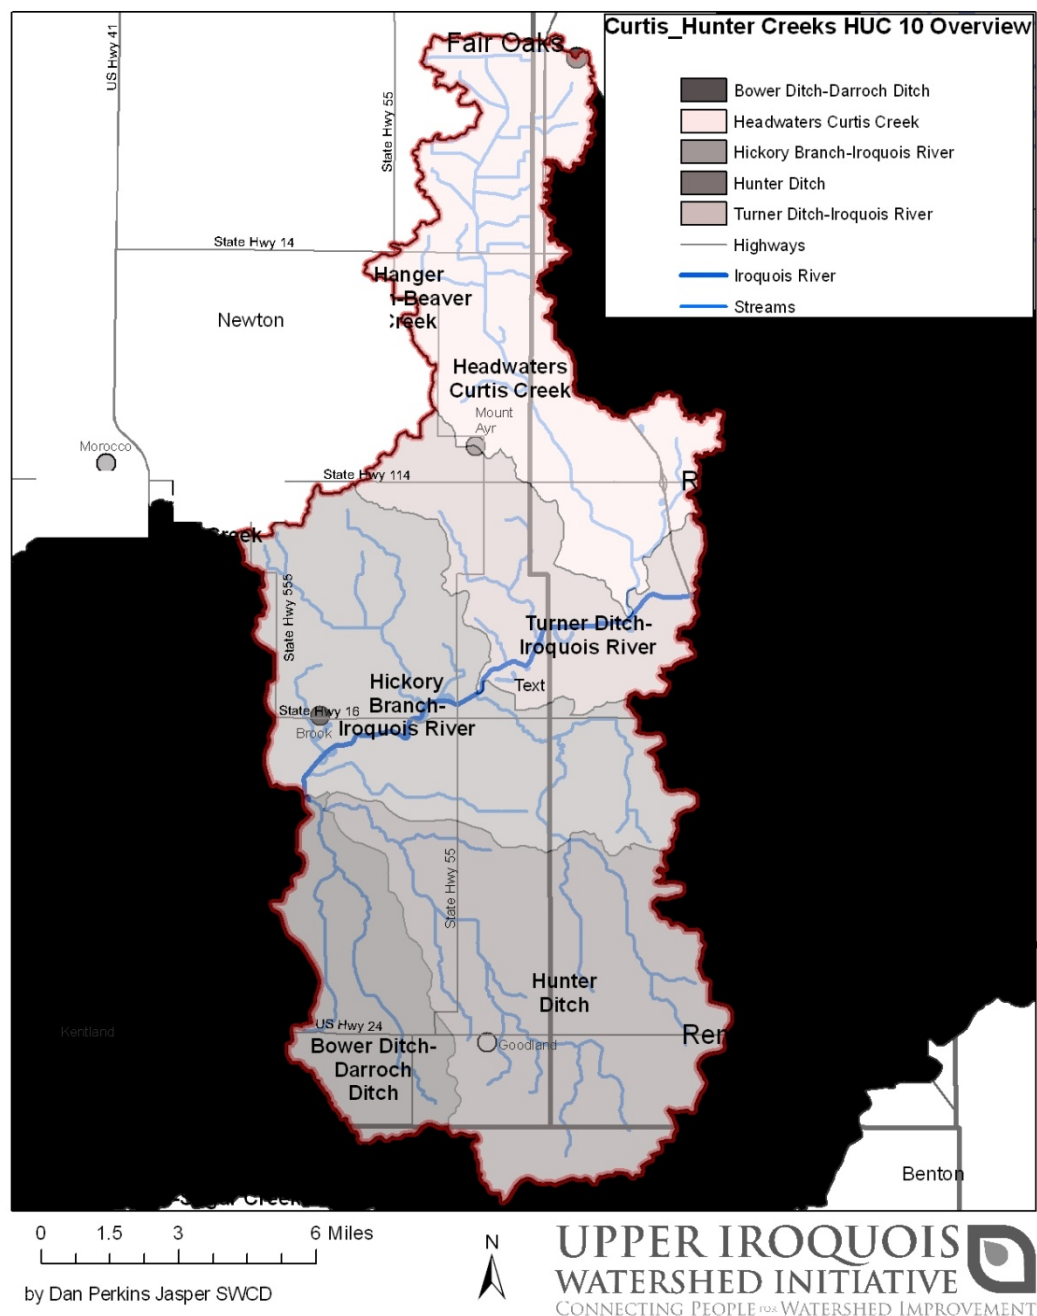 Curtis_Hunter Creeks HUC 10 Overview
Bower Ditch-Darroch Ditch
Headwaters Curtis Creek
Hickory Branch-Iroquois River
Hunter Ditch
Turner Ditch-Iroquois River
Highways
Iroquois River
Streams
US Hwy 41
State Hwy 55
Fair Oaks
State Hwy 14
Hanger
-Beaver
Creek
Newton
Headwaters
Curtis Creek
Mount
Ayr
Morocco
State Hwy 114
R
Creek
State Hwy 555
Turner Ditch-
Iroquois River
Text
Hickory
Branch-
Iroquois River
State Hwy 16
Brook
State Hwy 55
Hunter
Ditch
Kentland
US Hwy 24
Goodland
Ren
Bower Ditch-
Darroch
Ditch
Benton
-Sugar Creek
0 1.5 3 6 Miles
N
by Dan Perkins Jasper SWCD
UPPER IROQUOIS
WATERSHED INITIATIVE
CONNECTING PEOPLE FOR WATERSHED IMPROVEMENT